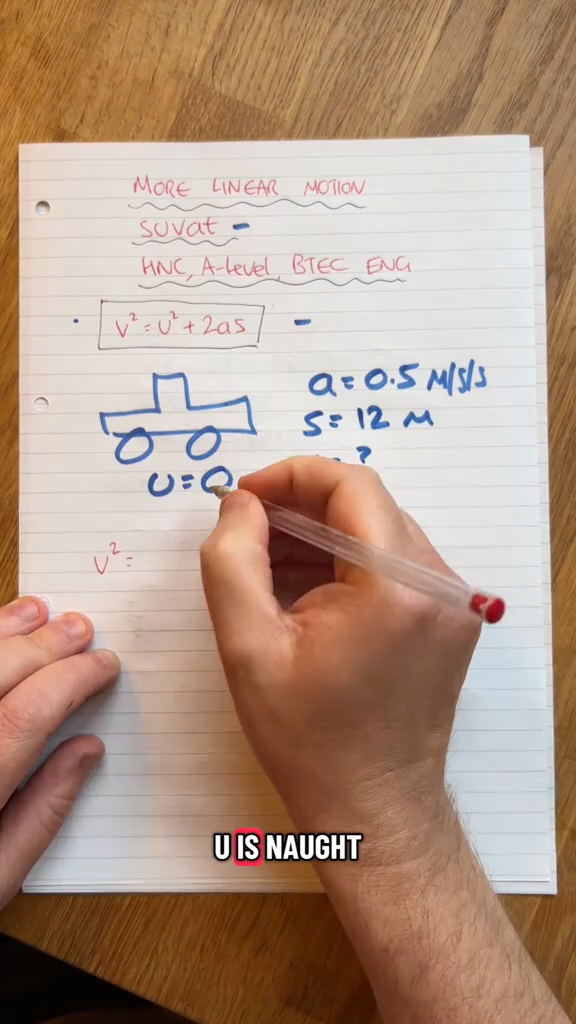 MORE LINEAR MOTION
SUVat -
HNC, A-Level, BTEC ENG
V² = U² + 2as -
a = 0.5 M/s/s
S = 12 M
= ?
U = 0
V² =
U IS NAUGHT